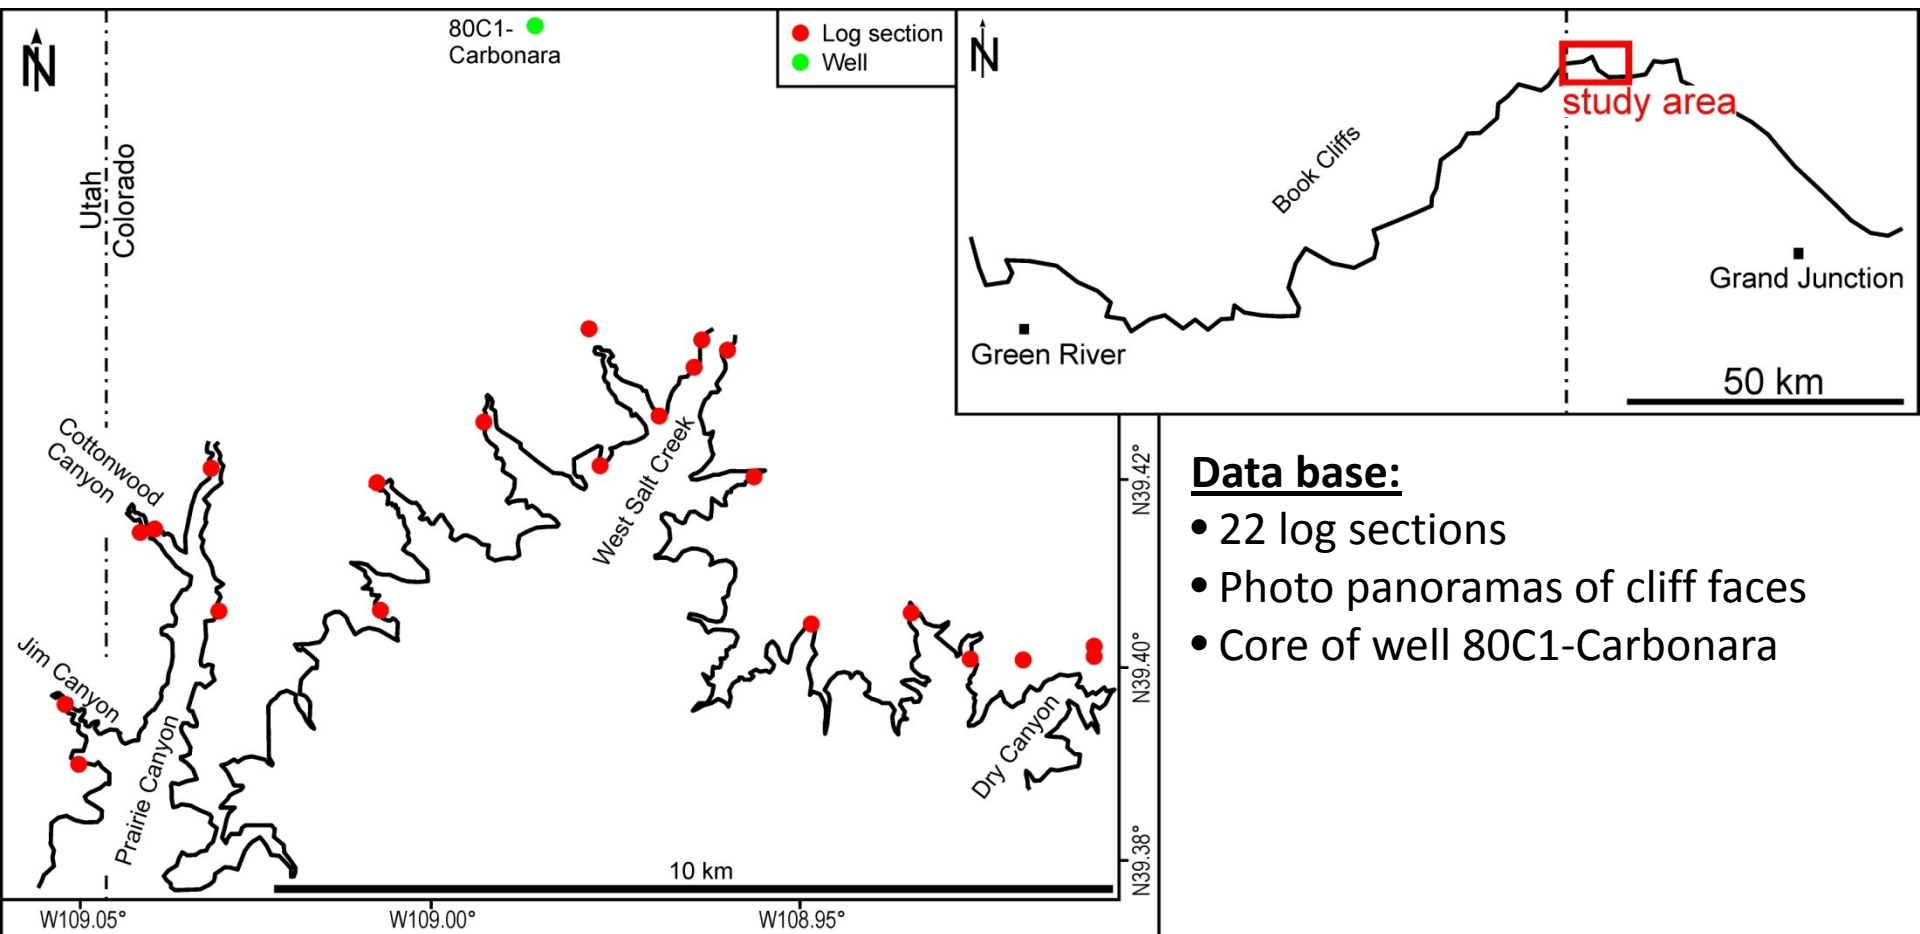 N
80C1-
Carbonara
Log section
Well
Utah
Colorado
Cottonwood
Canyon
Jim Canyon
Prairie Canyon
West Salt Creek
Dry Canyon
10 km
W109.05°
W109.00°
W108.95°
N39.42°
N39.40°
N39.38°
N
study area
Book Cliffs
Grand Junction
Green River
50 km
Data base:
• 22 log sections
• Photo panoramas of cliff faces
• Core of well 80C1-Carbonara